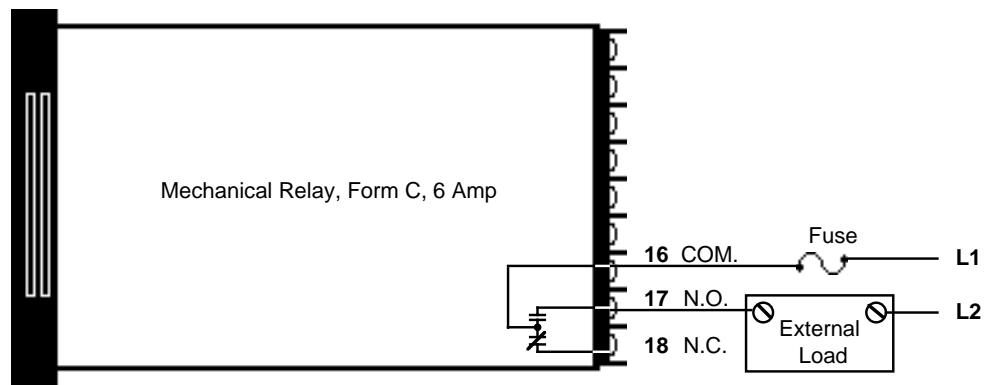 Mechanical Relay, Form C, 6 Amp
Fuse
16 COM.
L1
17 N.O.
L2
External
Load
18 N.C.